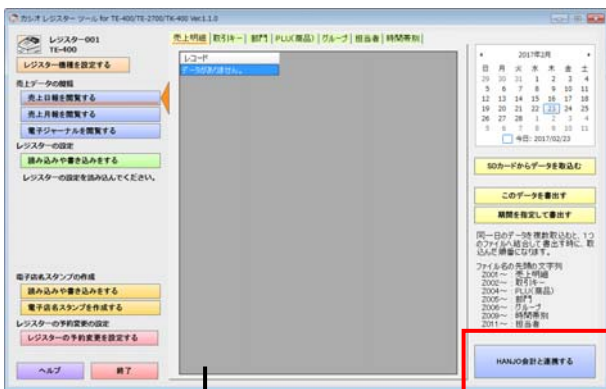 カシオ レジスター ツール for TE-400/TE-2700/TK-400 Ver.1.1.0
レジスター001
TE-400
レジスター機種を設定する
売上データの閲覧
売上日報を閲覧する
売上月報を閲覧する
電子ジャーナルを閲覧する
レジスターの設定
読み込みや書き込みをする
レジスターの設定を読み込んでください。
電子店名スタンプの作成
読み込みや書き込みをする
電子店名スタンプを作成する
レジスターの予約変更の設定
レジスターの予約変更を設定する
ヘルプ
終了
売上明細 取引キー 部門 PLU(商品) グループ 担当者 時間帯別
レコード
データがありません。
2017年2月
日 月 火 水 木 金 土
29 30 31 1 2 3 4
5 6 7 8 9 10 11
12 13 14 15 16 17 18
19 20 21 22 23 24 25
26 27 28 1 2 3 4
5 6 7 8 9 10 11
今日: 2017/02/23
SDカードからデータを取込む
このデータを書出す
期間を指定して書出す
同一日のデータを複数取込むと、1つ
のファイルへ結合して書出す時に、取
込んだ順番になります。
ファイル名の先頭の文字列
2001～ : 売上明細
2002～ : 取引キー
2004～ : PLU(商品)
2005～ : 部門
2006～ : グループ
2009～ : 時間帯別
2011～ : 担当者
HANJO会計と連携する